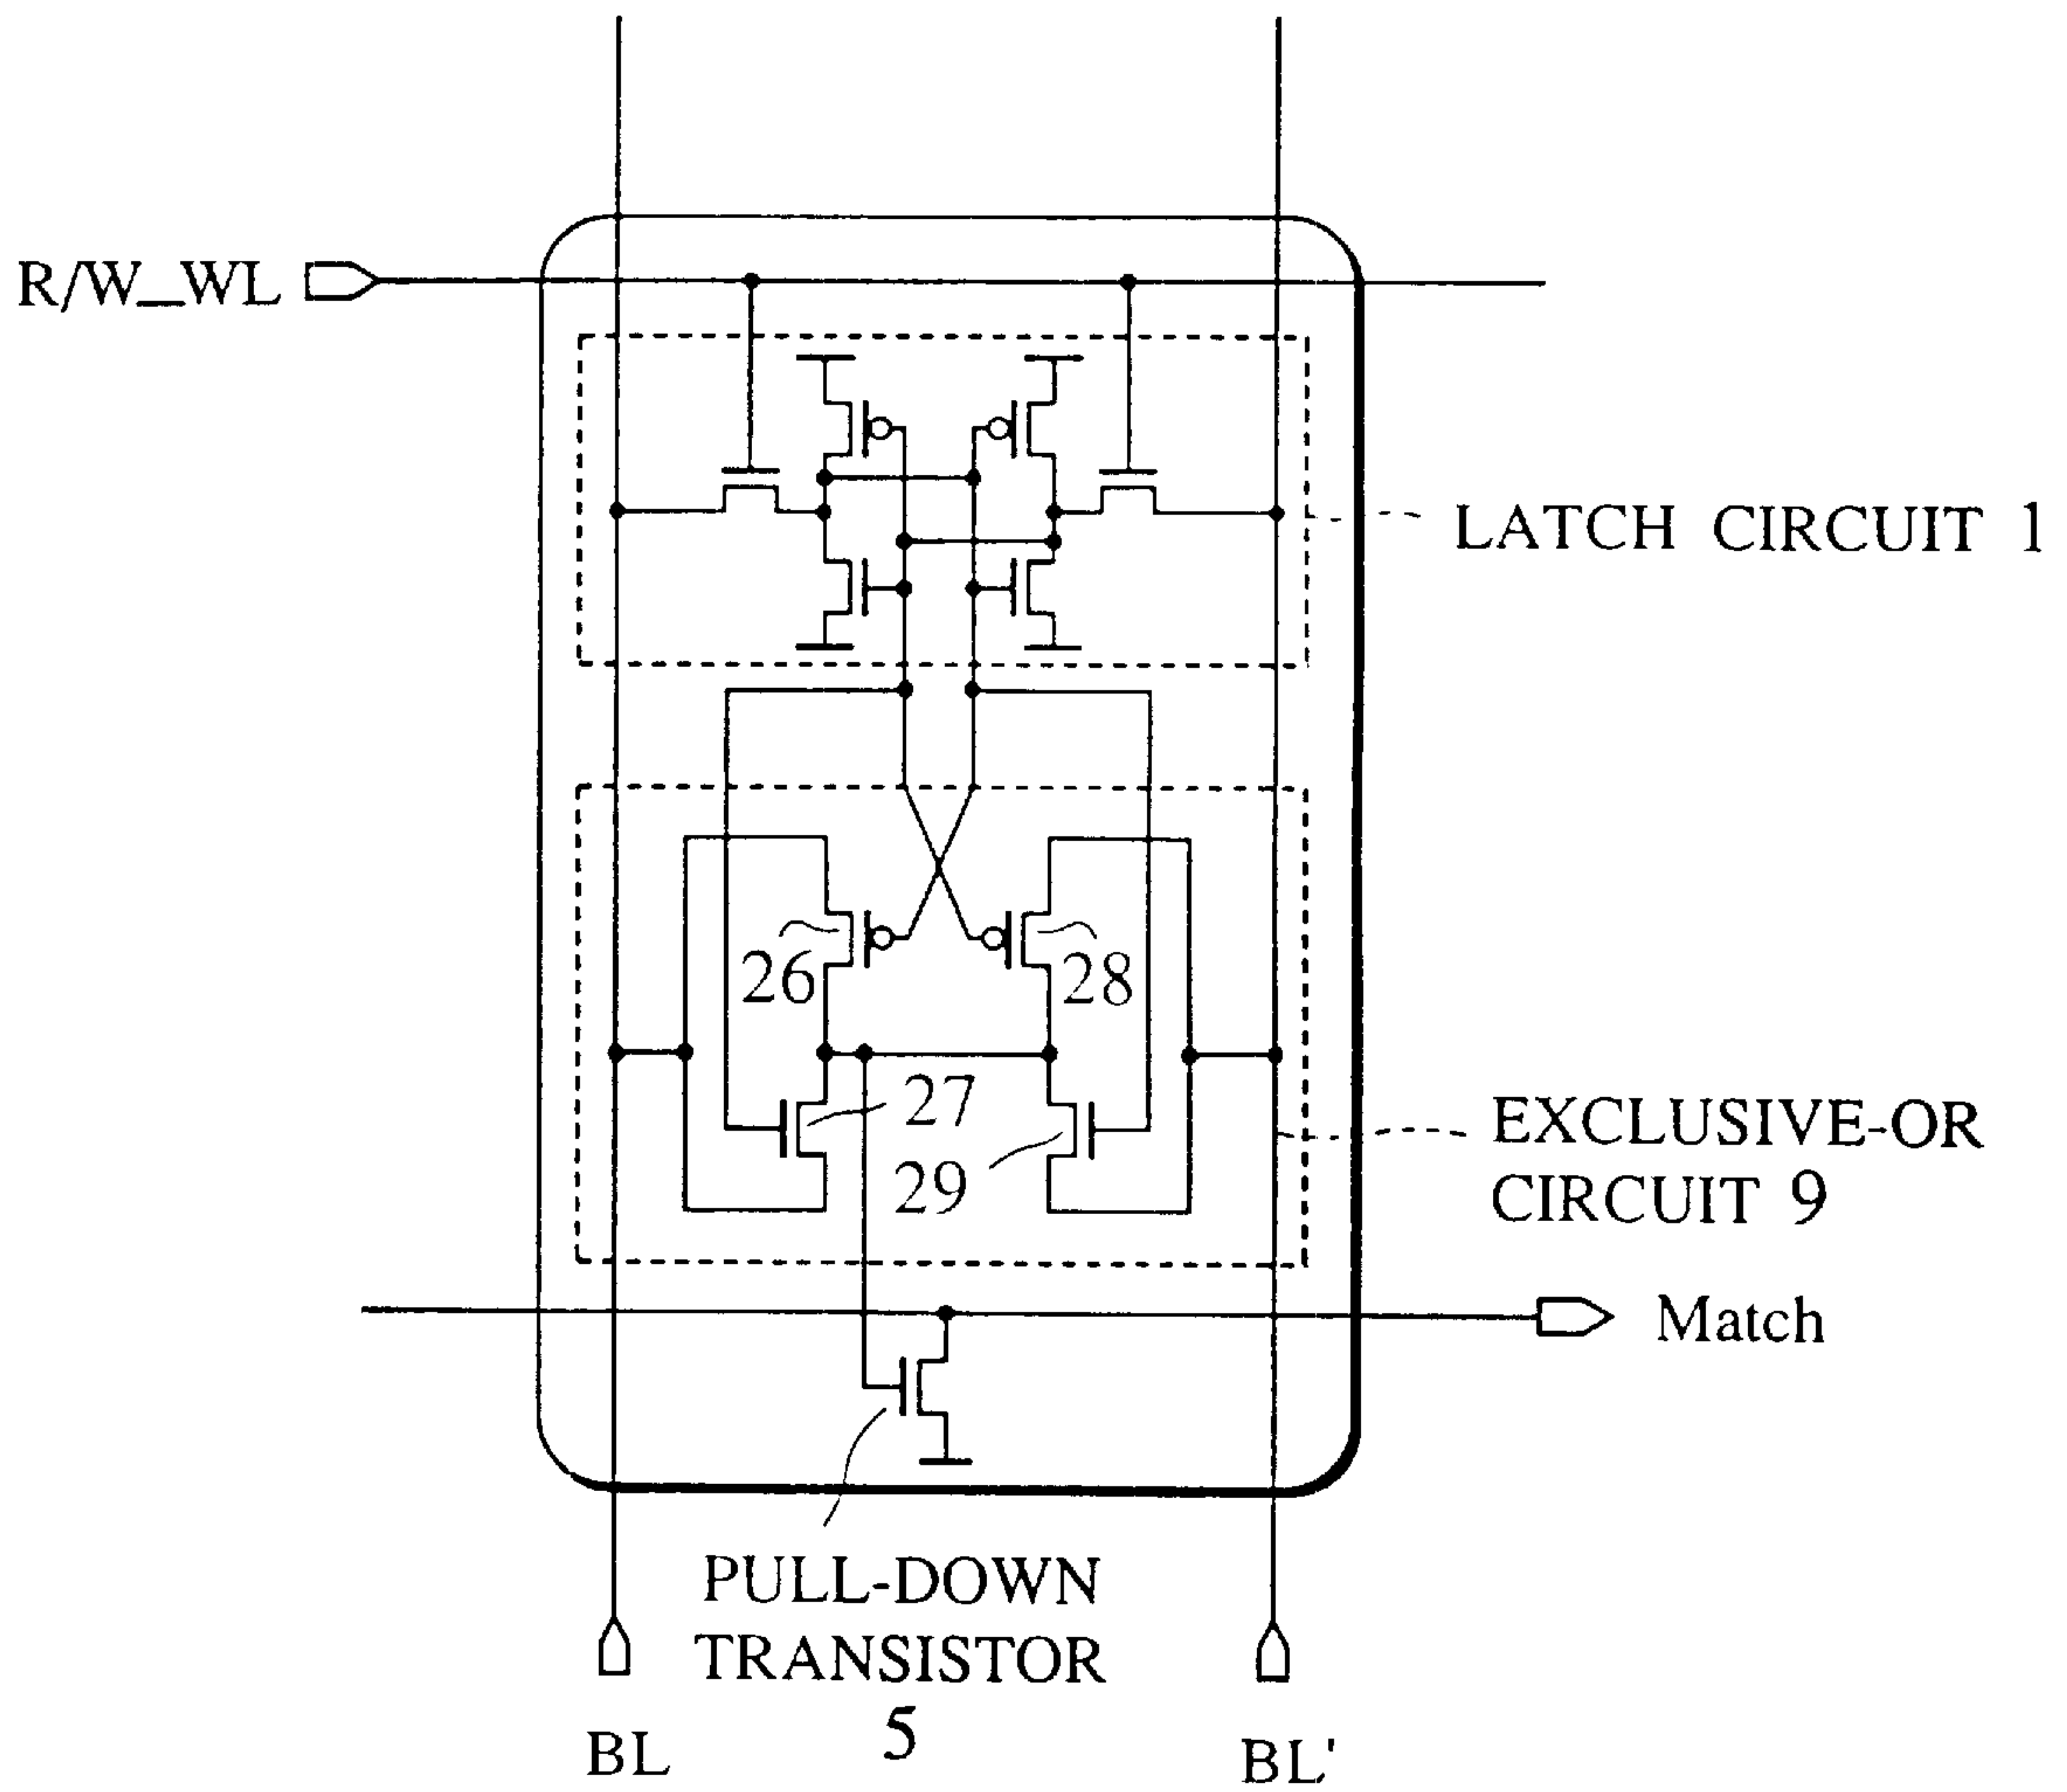 R/W_WL
LATCH CIRCUIT 1
26
28
27
29
EXCLUSIVE-OR
CIRCUIT 9
Match
PULL-DOWN
TRANSISTOR
5
BL
BL'